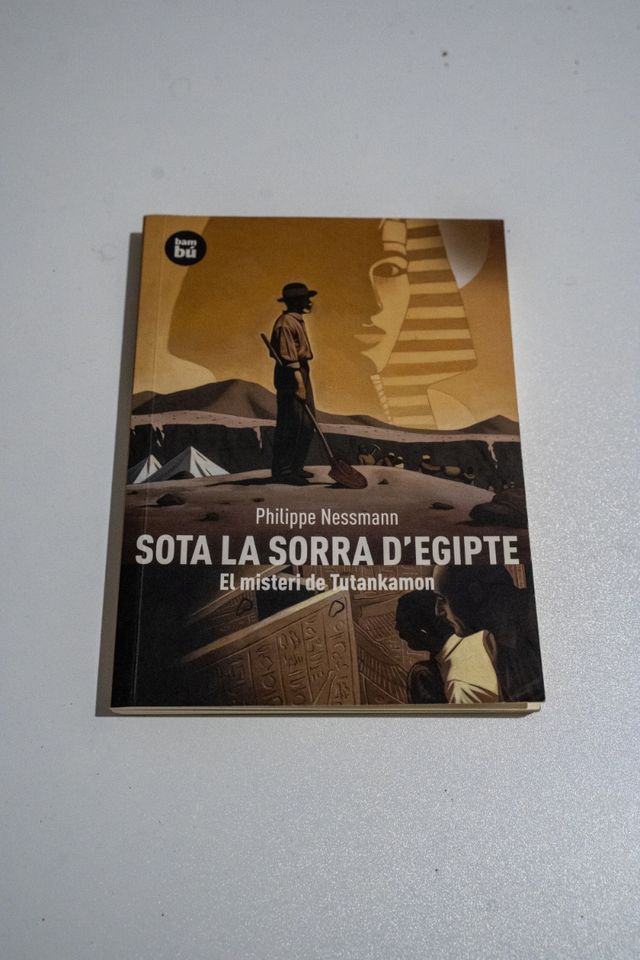 bam
bú
Philippe Nessmann
SOTA LA SORRA D'EGIPTE
El misteri de Tutankamon